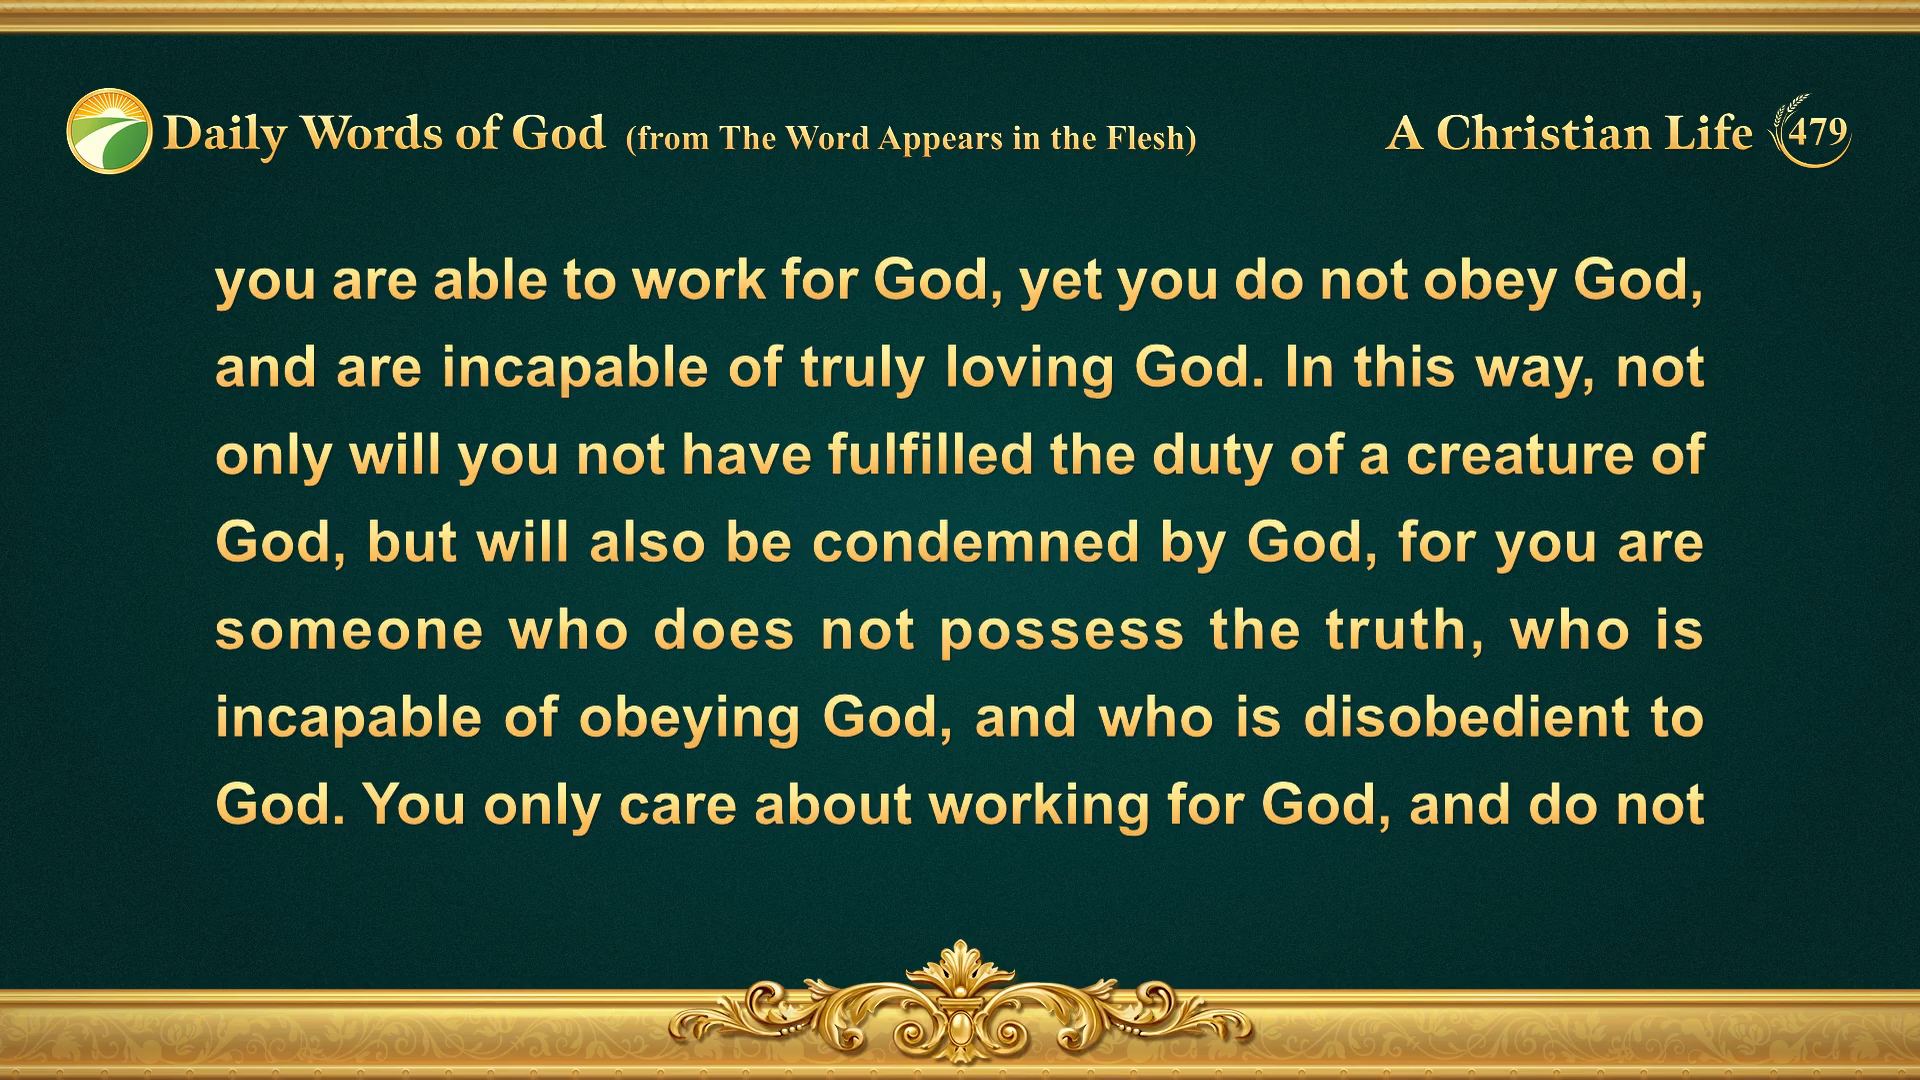 Daily Words of God (from The Word Appears in the Flesh)
A Christian Life 479
you are able to work for God, yet you do not obey God,
and are incapable of truly loving God. In this way, not
only will you not have fulfilled the duty of a creature of
God, but will also be condemned by God, for you are
someone who does not possess the truth, who is
incapable of obeying God, and who is disobedient to
God. You only care about working for God, and do not